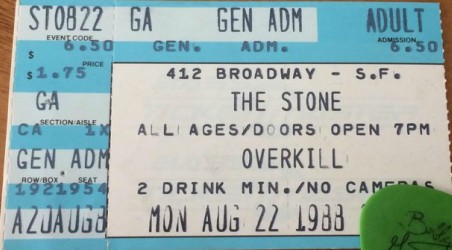 ST0822 GA GEN ADM ADULT
EVENT CODE ADMISSION
6.50 GEN. ADM. 6.50
$ PRICE
$1.75 412 BROADWAY - S.F.
GA THE STONE
SECTION/AISLE
CA 1X ALL AGES/DOORS OPEN 7PM
GEN ADM OVERKILL
ROW/BOX SEAT
1921954 2 DRINK MIN./NO CAMERAS
A20AUG8 MON AUG 22 1988